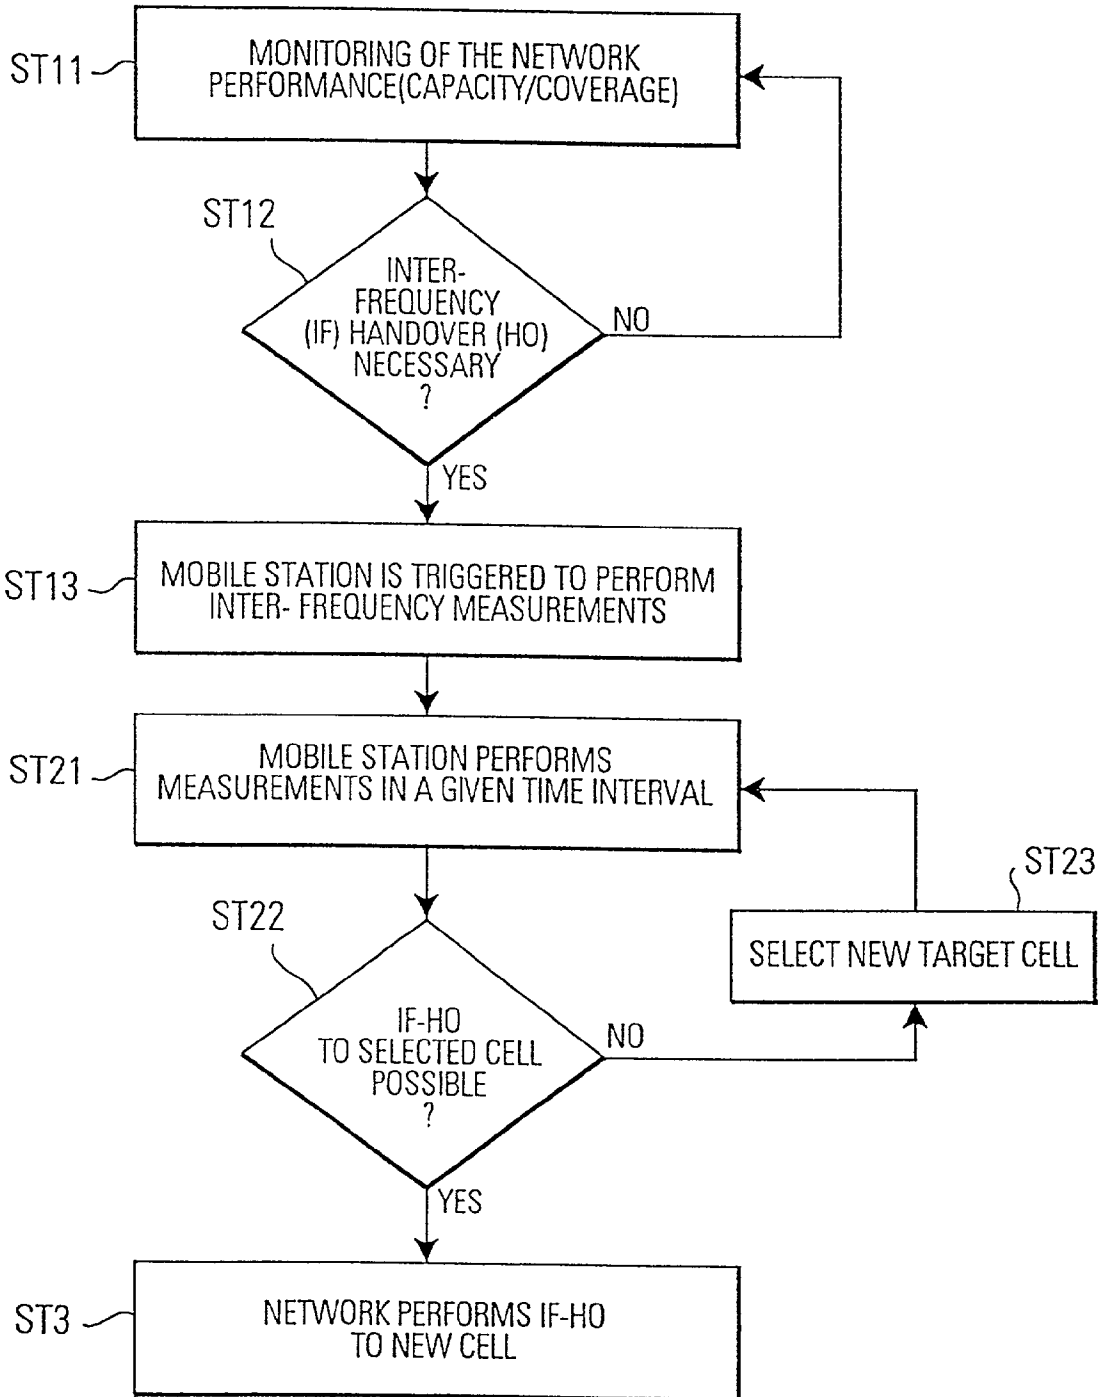 ST11
MONITORING OF THE NETWORK
PERFORMANCE(CAPACITY/COVERAGE)
ST12
INTER-
FREQUENCY
(IF) HANDOVER (HO)
NECESSARY
?
NO
YES
ST13
MOBILE STATION IS TRIGGERED TO PERFORM
INTER- FREQUENCY MEASUREMENTS
ST21
MOBILE STATION PERFORMS
MEASUREMENTS IN A GIVEN TIME INTERVAL
ST23
SELECT NEW TARGET CELL
ST22
IF-HO
TO SELECTED CELL
POSSIBLE
?
NO
YES
ST3
NETWORK PERFORMS IF-HO
TO NEW CELL